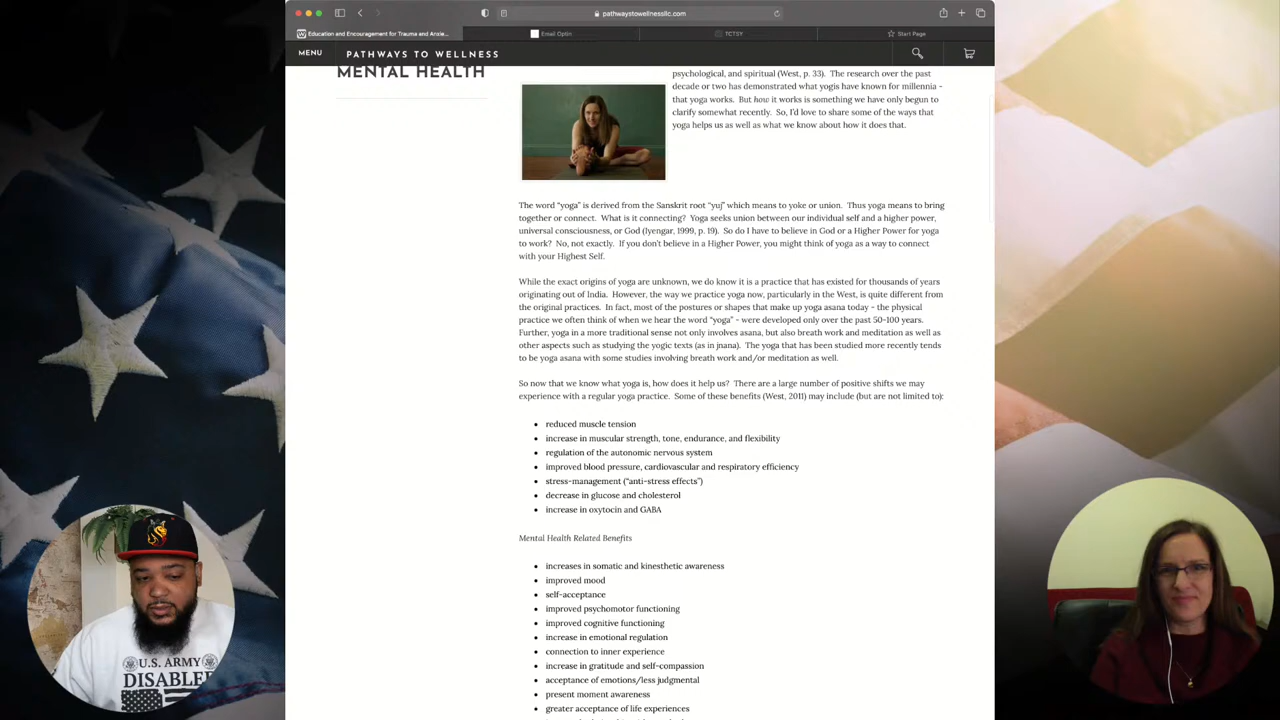 pathwaystowellnessllc.com
Education and Encouragement for Trauma and Anxie...
Email Optin
TCTSY
Start Page
MENU
PATHWAYS TO WELLNESS
MENTAL HEALTH
psychological, and spiritual (West, p. 33). The research over the past
decade or two has demonstrated what yogis have known for millennia -
that yoga works. But how it works is something we have only begun to
clarify somewhat recently. So, I'd love to share some of the ways that
yoga helps us as well as what we know about how it does that.
The word "yoga" is derived from the Sanskrit root "yuj" which means to yoke or union. Thus yoga means to bring
together or connect. What is it connecting? Yoga seeks union between our individual self and a higher power,
universal consciousness, or God (Iyengar, 1999, p. 19). So do I have to believe in God or a Higher Power for yoga
to work? No, not exactly. If you don't believe in a Higher Power, you might think of yoga as a way to connect
with your Highest Self.
While the exact origins of yoga are unknown, we do know it is a practice that has existed for thousands of years
originating out of India. However, the way we practice yoga now, particularly in the West, is quite different from
the original practices. In fact, most of the postures or shapes that make up yoga asana today - the physical
practice we often think of when we hear the word "yoga" - were developed only over the past 50-100 years.
Further, yoga in a more traditional sense not only involves asana, but also breath work and meditation as well as
other aspects such as studying the yogic texts (as in jnana). The yoga that has been studied more recently tends
to be yoga asana with some studies involving breath work and/or meditation as well.
So now that we know what yoga is, how does it help us? There are a large number of positive shifts we may
experience with a regular yoga practice. Some of these benefits (West, 2011) may include (but are not limited to):
• reduced muscle tension
• increase in muscular strength, tone, endurance, and flexibility
• regulation of the autonomic nervous system
• improved blood pressure, cardiovascular and respiratory efficiency
• stress-management ("anti-stress effects")
• decrease in glucose and cholesterol
• increase in oxytocin and GABA
Mental Health Related Benefits
• increases in somatic and kinesthetic awareness
• improved mood
• self-acceptance
• improved psychomotor functioning
• improved cognitive functioning
• increase in emotional regulation
• connection to inner experience
• increase in gratitude and self-compassion
• acceptance of emotions/less judgmental
• present moment awareness
• greater acceptance of life experiences
U.S. ARMY
DISABLED